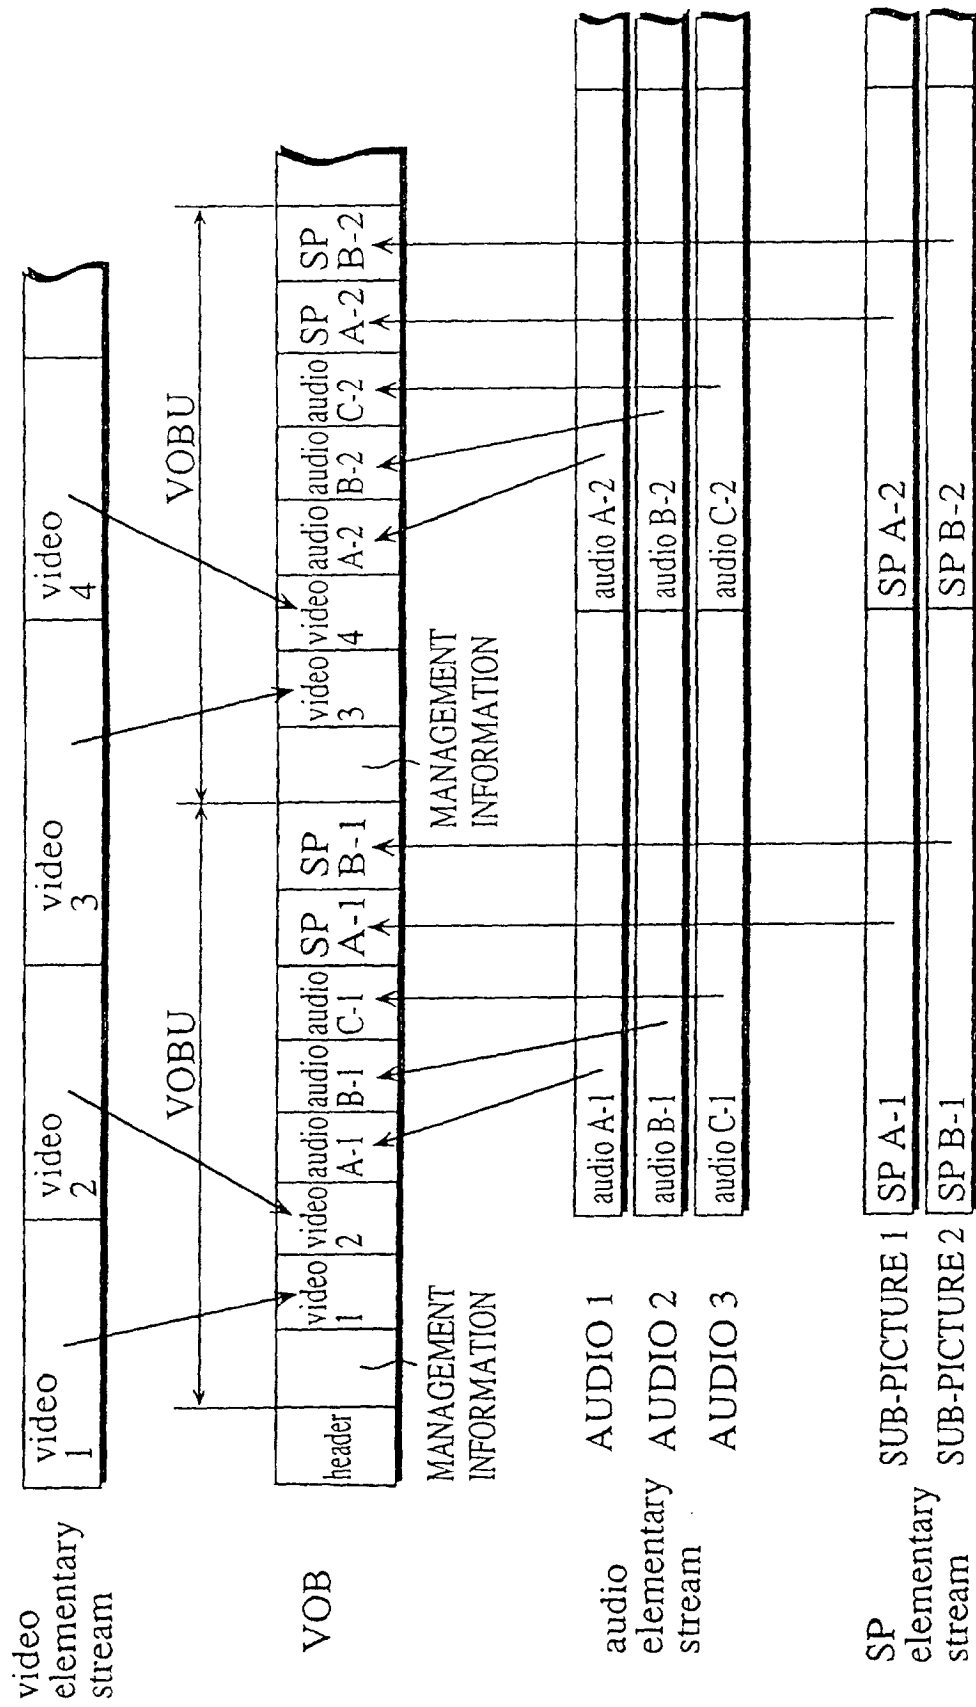 video
elementary
stream
video
1
video
2
video
3
video
4
VOBU
VOBU
VOB
header
video
1
video
2
audio
A-1
audio
B-1
audio
C-1
SP
A-1
SP
B-1
video
3
video
4
audio
A-2
audio
B-2
audio
C-2
SP
A-2
SP
B-2
MANAGEMENT
INFORMATION
MANAGEMENT
INFORMATION
audio
elementary
stream
AUDIO 1
audio A-1
audio A-2
AUDIO 2
audio B-1
audio B-2
AUDIO 3
audio C-1
audio C-2
SP
elementary
stream
SUB-PICTURE 1
SP A-1
SP A-2
SUB-PICTURE 2
SP B-1
SP B-2